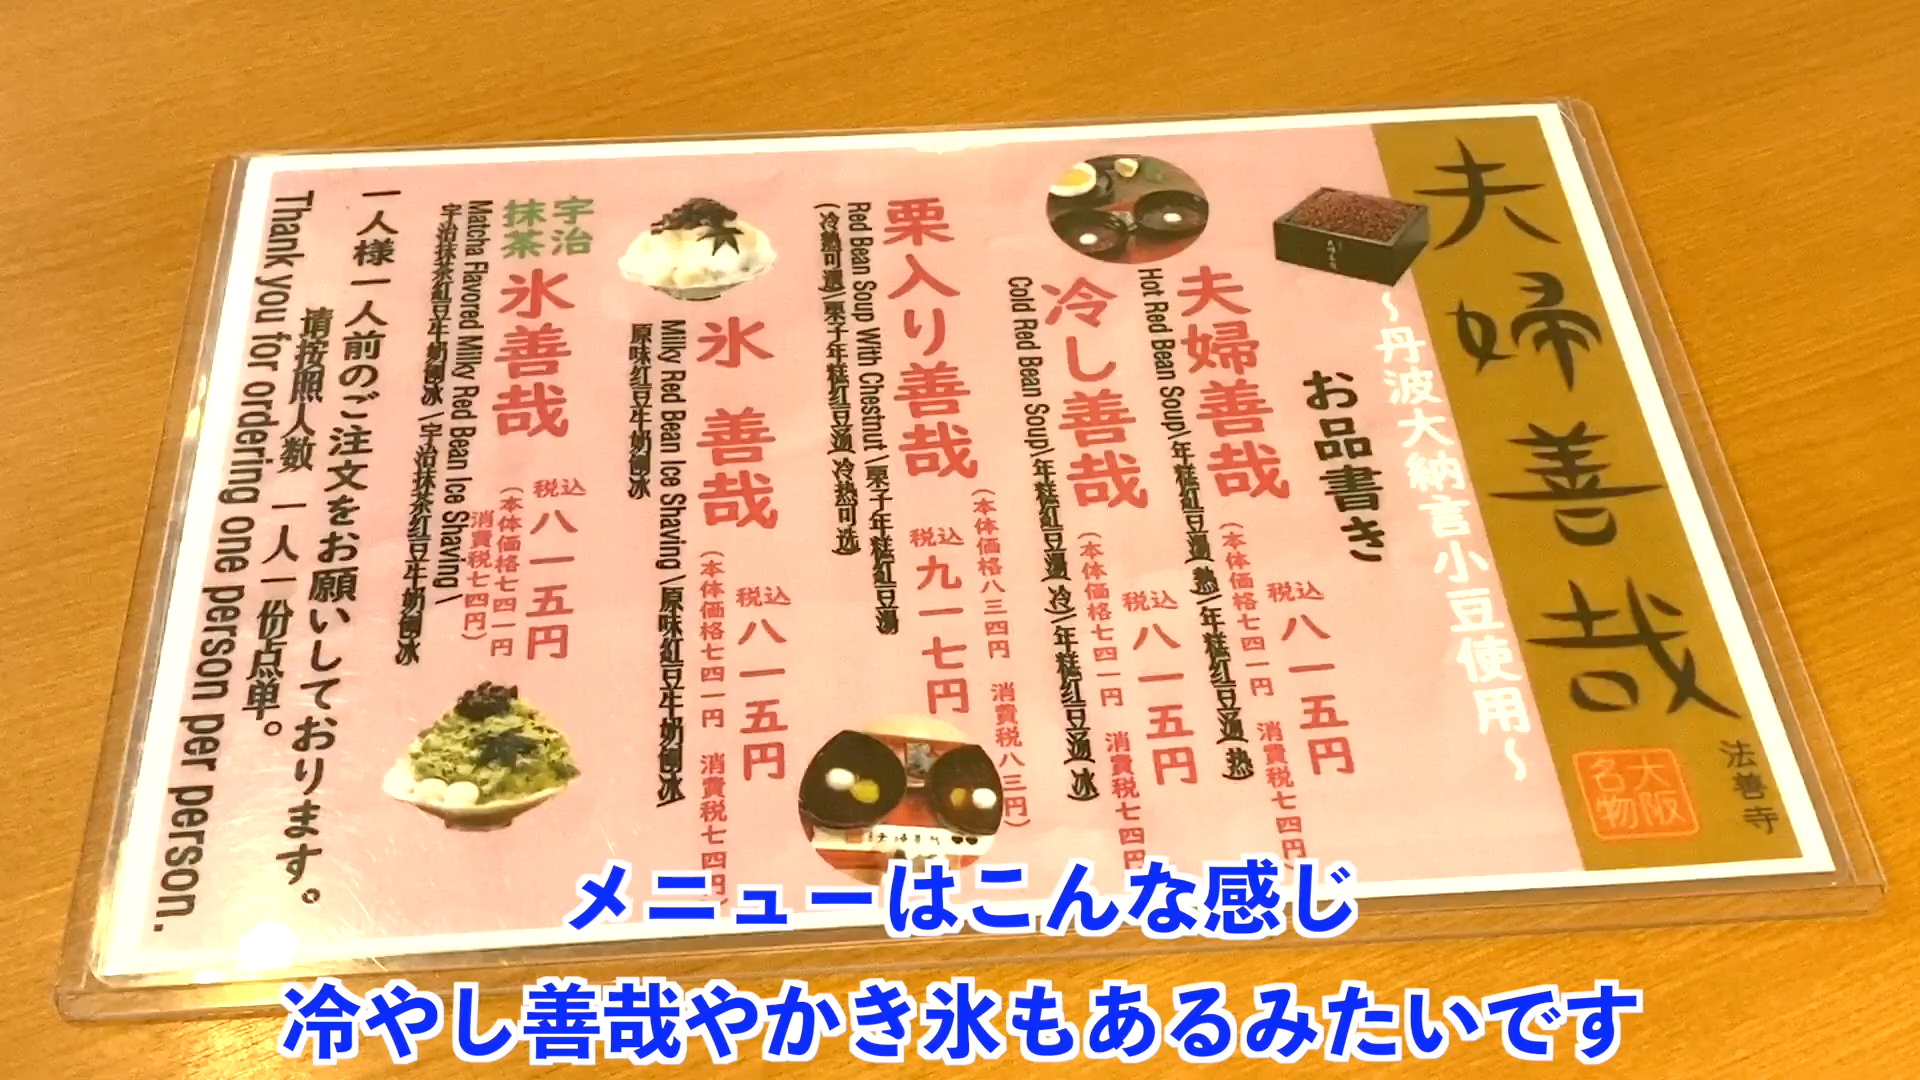 夫婦善哉
法善寺
大阪
名物
～丹波大納言小豆使用～
お品書き
夫婦善哉
税込 八一五円
(本体価格七四一円 消費税七四円)
Hot Red Bean Soup\年糕紅豆湯(熱)\年糕红豆汤(热)
冷し善哉
税込 八一五円
(本体価格七四一円 消費税七四円
Cold Red Bean Soup\年糕紅豆湯(冷)\年糕红豆汤(冰)
栗入り善哉
税込 九一七円
(本体価格八三四円 消費税八三円)
Red Bean Soup With Chestnut\栗子年糕紅豆湯
(冷熱可選)\栗子年糕红豆汤(冷热可选)
氷 善哉
税込 八一五円
(本体価格七四一円 消費税七四円)
Milky Red Bean Ice Shaving\原味紅豆牛奶刨冰\
原味红豆牛奶刨冰
宇治
抹茶
氷善哉
税込 八一五円
(本体価格七四一円
消費税七四円)
Matcha Flavored Milky Red Bean Ice Shaving\
宇治抹茶紅豆牛奶刨冰\宇治抹茶红豆牛奶刨冰
一人様一人前のご注文をお願いしております。
请按照人数 一人一份点单。
Thank you for ordering one person per person.
メニューはこんな感じ
冷やし善哉やかき氷もあるみたいです